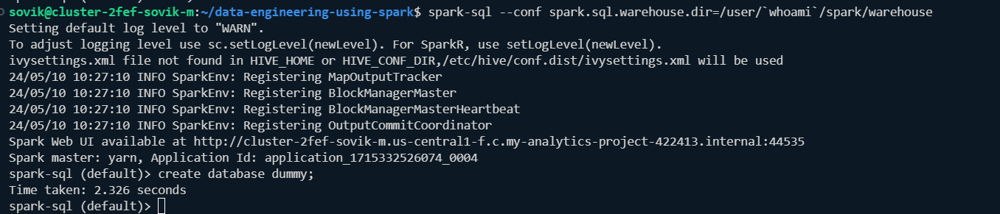 sovik@cluster-2fef-sovik-m:~/data-engineering-using-spark$ spark-sql --conf spark.sql.warehouse.dir=/user/`whoami`/spark/warehouse
Setting default log level to "WARN".
To adjust logging level use sc.setLogLevel(newLevel). For SparkR, use setLogLevel(newLevel).
ivysettings.xml file not found in HIVE_HOME or HIVE_CONF_DIR,/etc/hive/conf.dist/ivysettings.xml will be used
24/05/10 10:27:10 INFO SparkEnv: Registering MapOutputTracker
24/05/10 10:27:10 INFO SparkEnv: Registering BlockManagerMaster
24/05/10 10:27:10 INFO SparkEnv: Registering BlockManagerMasterHeartbeat
24/05/10 10:27:10 INFO SparkEnv: Registering OutputCommitCoordinator
Spark Web UI available at http://cluster-2fef-sovik-m.us-central1-f.c.my-analytics-project-422413.internal:44535
Spark master: yarn, Application Id: application_1715332526074_0004
spark-sql (default)> create database dummy;
Time taken: 2.326 seconds
spark-sql (default)>